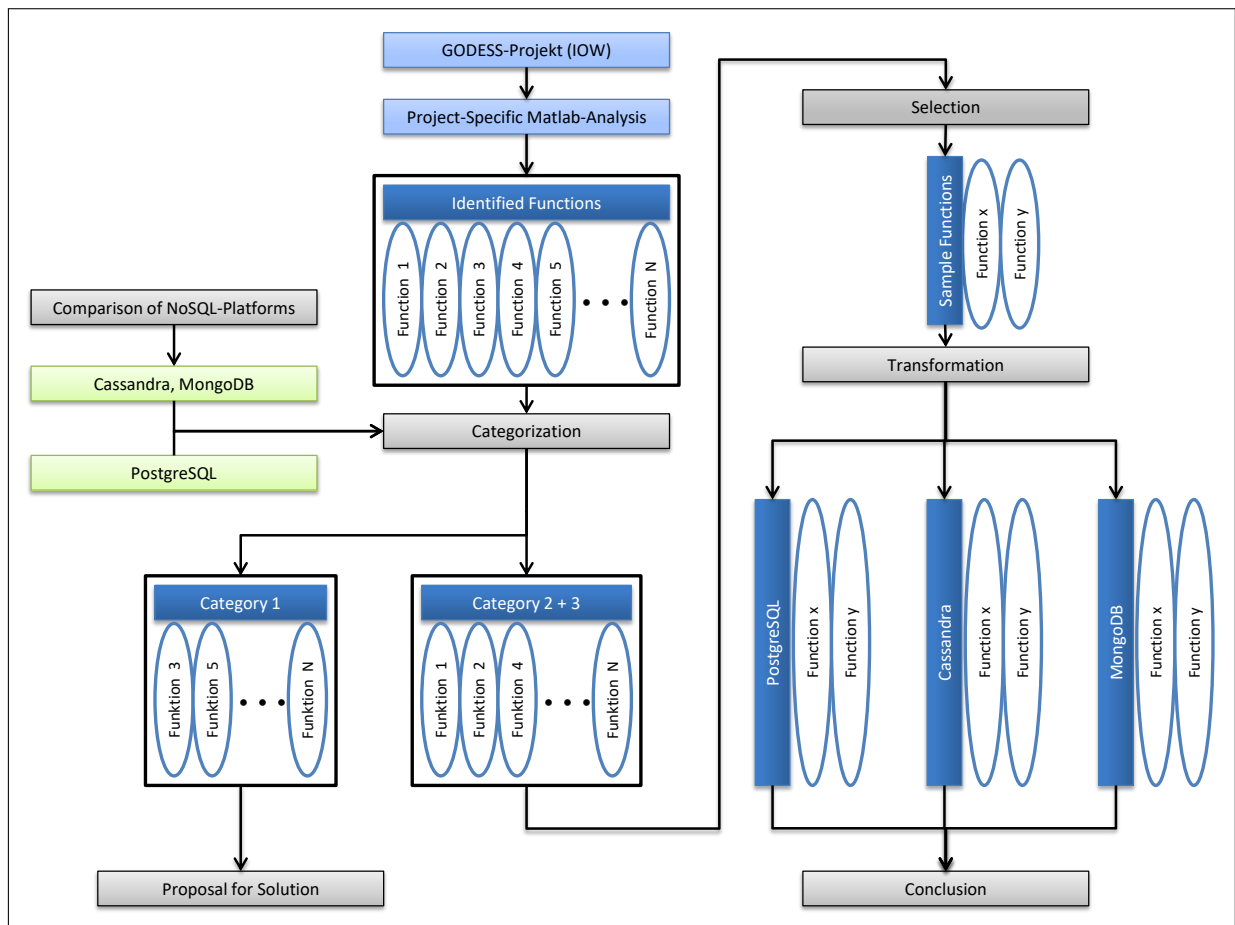 GODESS-Projekt (IOW)
Project-Specific Matlab-Analysis
Identified Functions
Function 1
Function 2
Function 3
Function 4
Function 5
• • •
Function N
Comparison of NoSQL-Platforms
Cassandra, MongoDB
PostgreSQL
Categorization
Category 1
Funktion 3
Funktion 5
• • •
Funktion N
Proposal for Solution
Category 2 + 3
Funktion 1
Funktion 2
Funktion 4
• • •
Funktion N
Selection
Sample Functions
Function x
Function y
Transformation
PostgreSQL
Function x
Function y
Cassandra
Function x
Function y
MongoDB
Function x
Function y
Conclusion